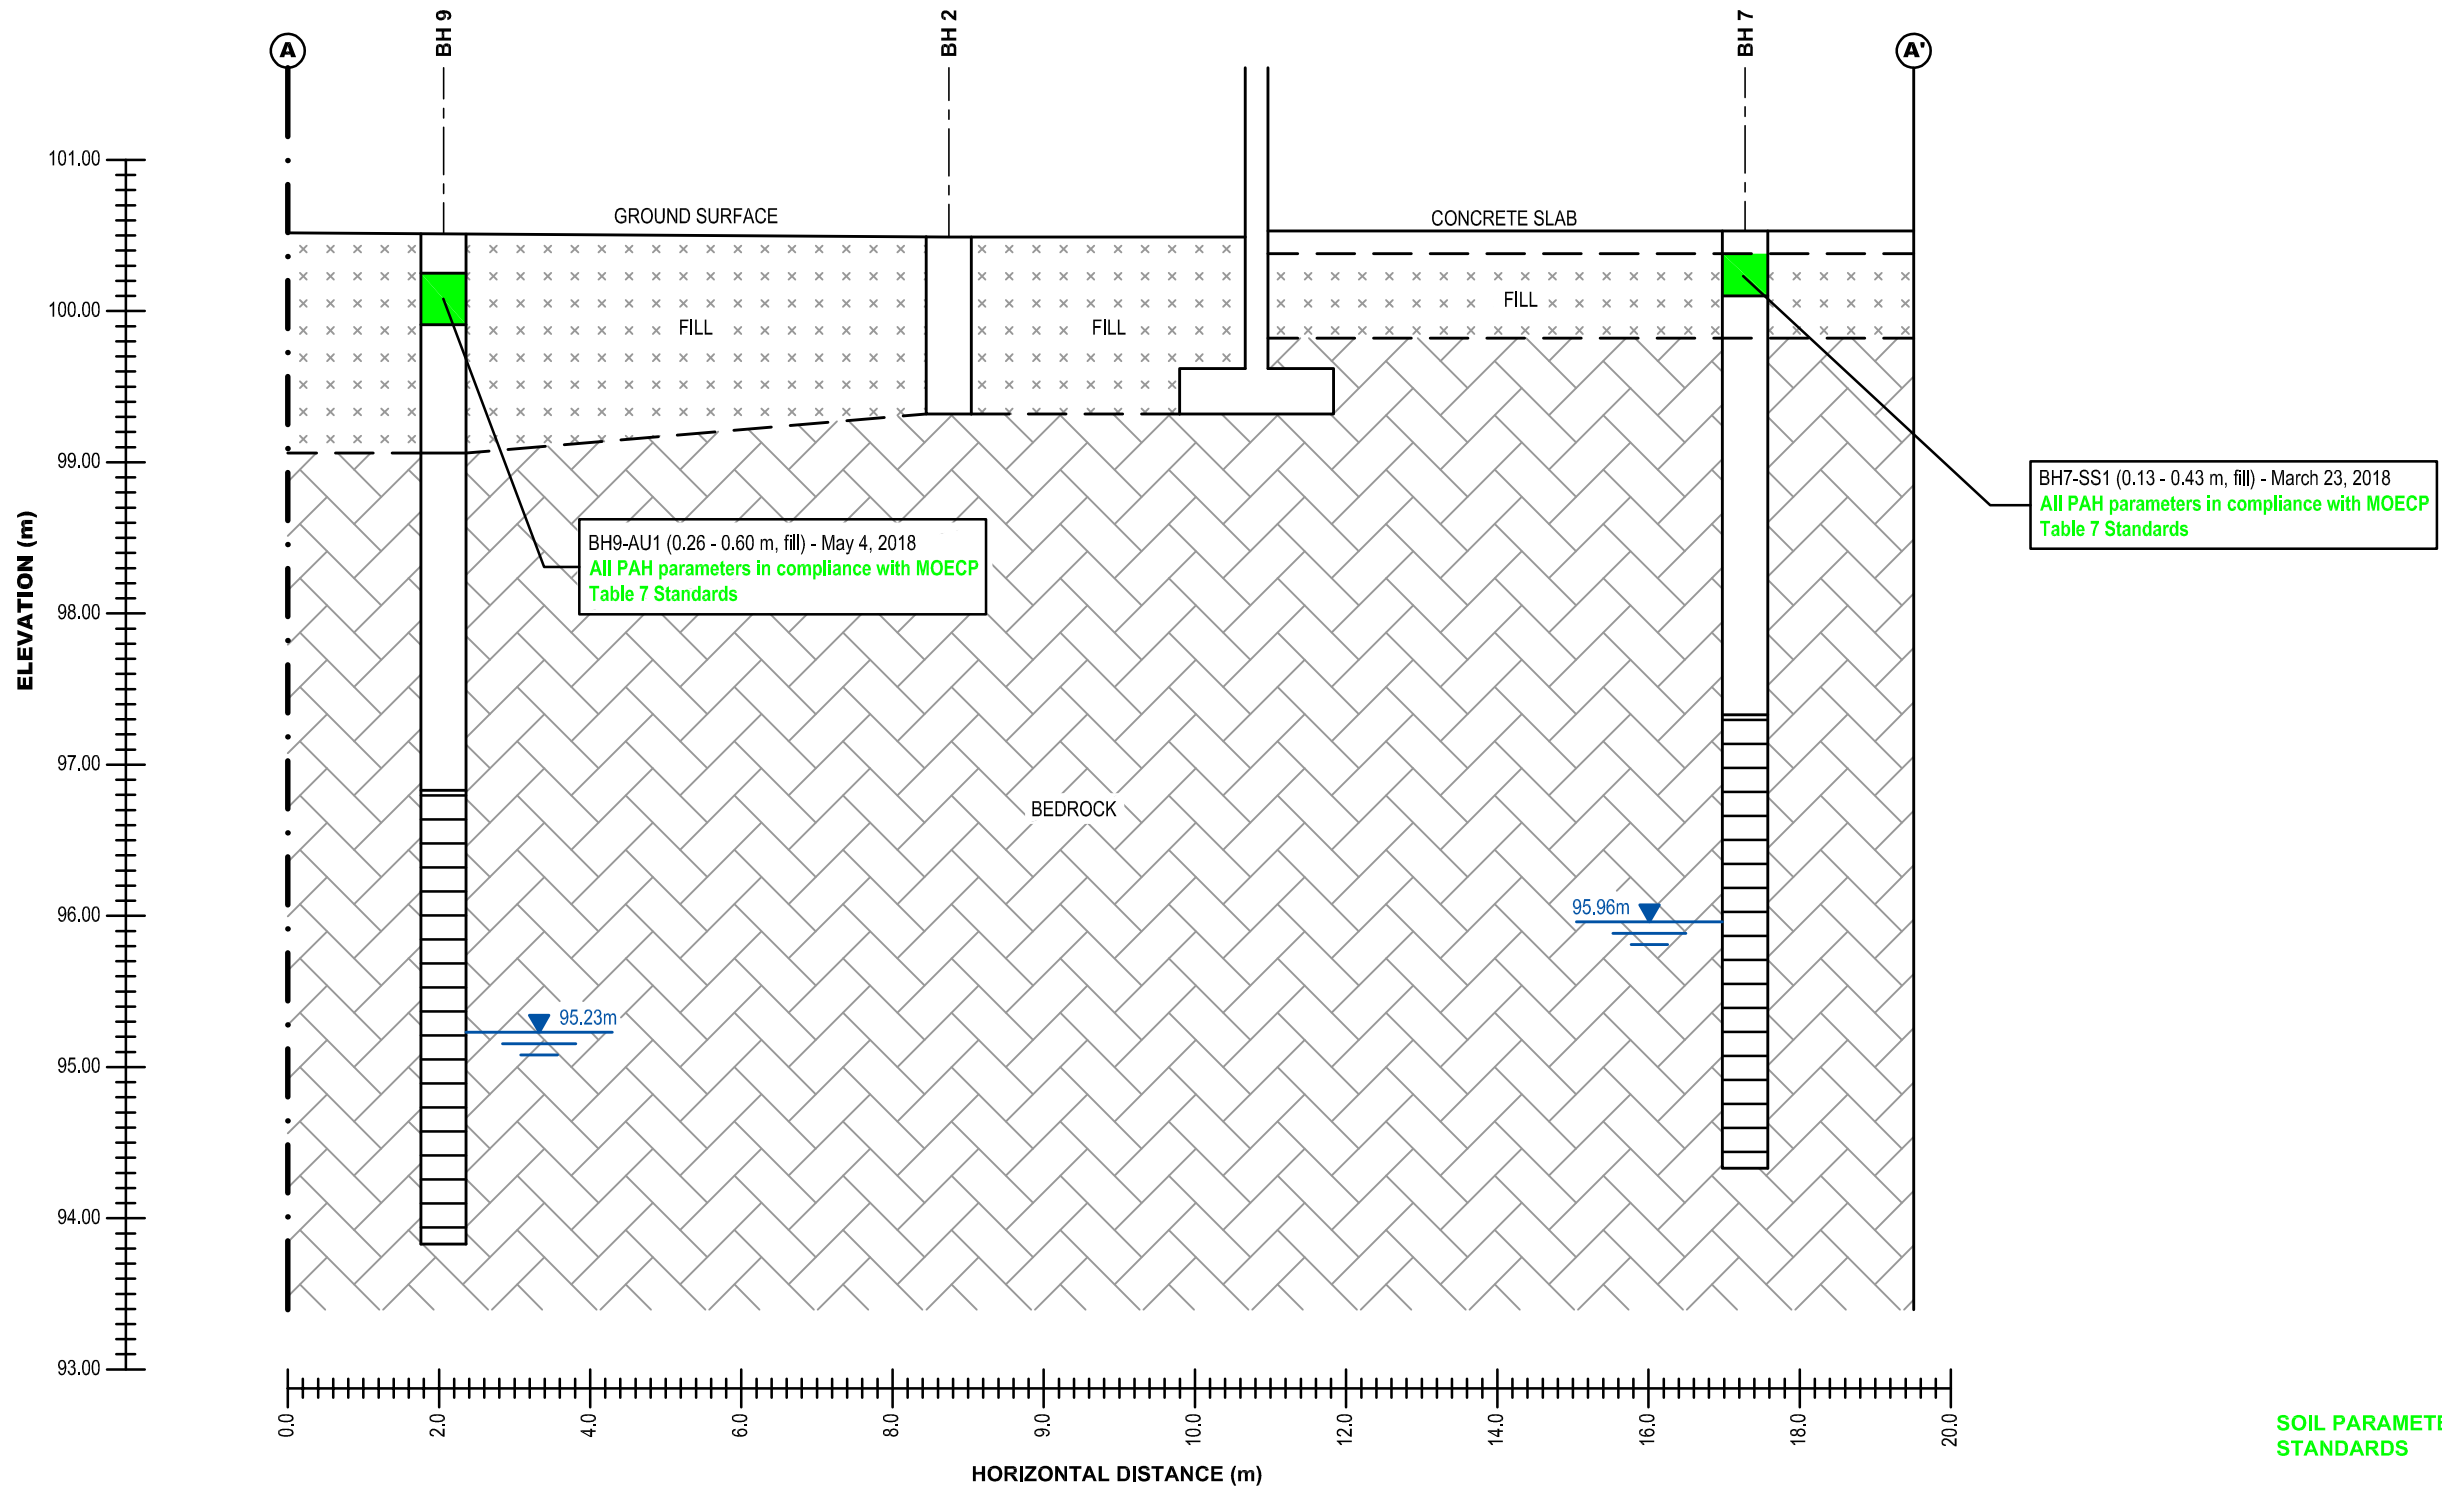 A
BH 9
BH 2
BH 7
A'
101.00
100.00
99.00
98.00
97.00
96.00
95.00
94.00
93.00
ELEVATION (m)
GROUND SURFACE
CONCRETE SLAB
FILL
FILL
FILL
BH7-SS1 (0.13 - 0.43 m, fill) - March 23, 2018
All PAH parameters in compliance with MOECP
Table 7 Standards
BH9-AU1 (0.26 - 0.60 m, fill) - May 4, 2018
All PAH parameters in compliance with MOECP
Table 7 Standards
BEDROCK
95.96m
95.23m
0.0
2.0
4.0
6.0
8.0
9.0
10.0
12.0
14.0
16.0
18.0
20.0
HORIZONTAL DISTANCE (m)
SOIL
STANDARDS